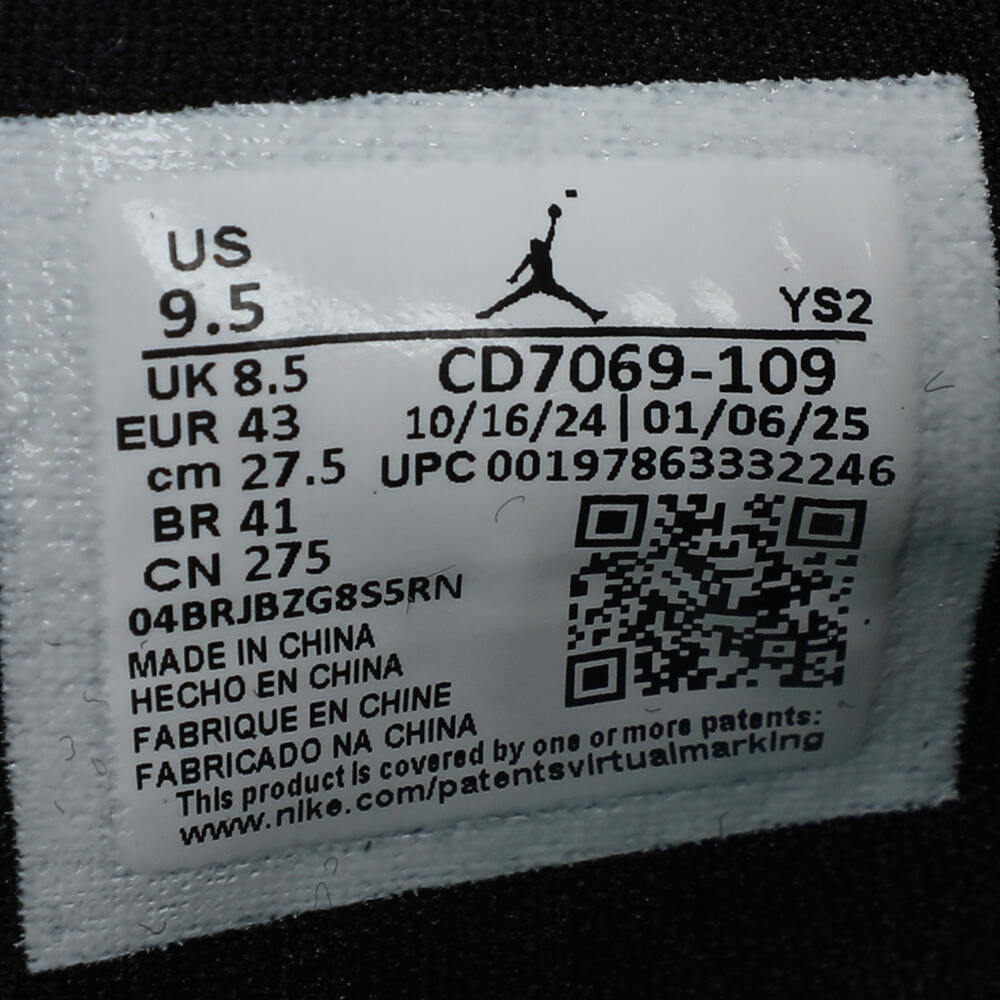 US
9.5
YS2
UK 8.5
CD7069-109
EUR 43
10/16/24 | 01/06/25
cm 27.5
UPC 00197863332246
BR 41
CN 275
04BRJBZG8S5RN
MADE IN CHINA
HECHO EN CHINA
FABRIQUE EN CHINE
FABRICADO NA CHINA
This product is covered by one or more patents:
www.nike.com/patentsvirtualmarking